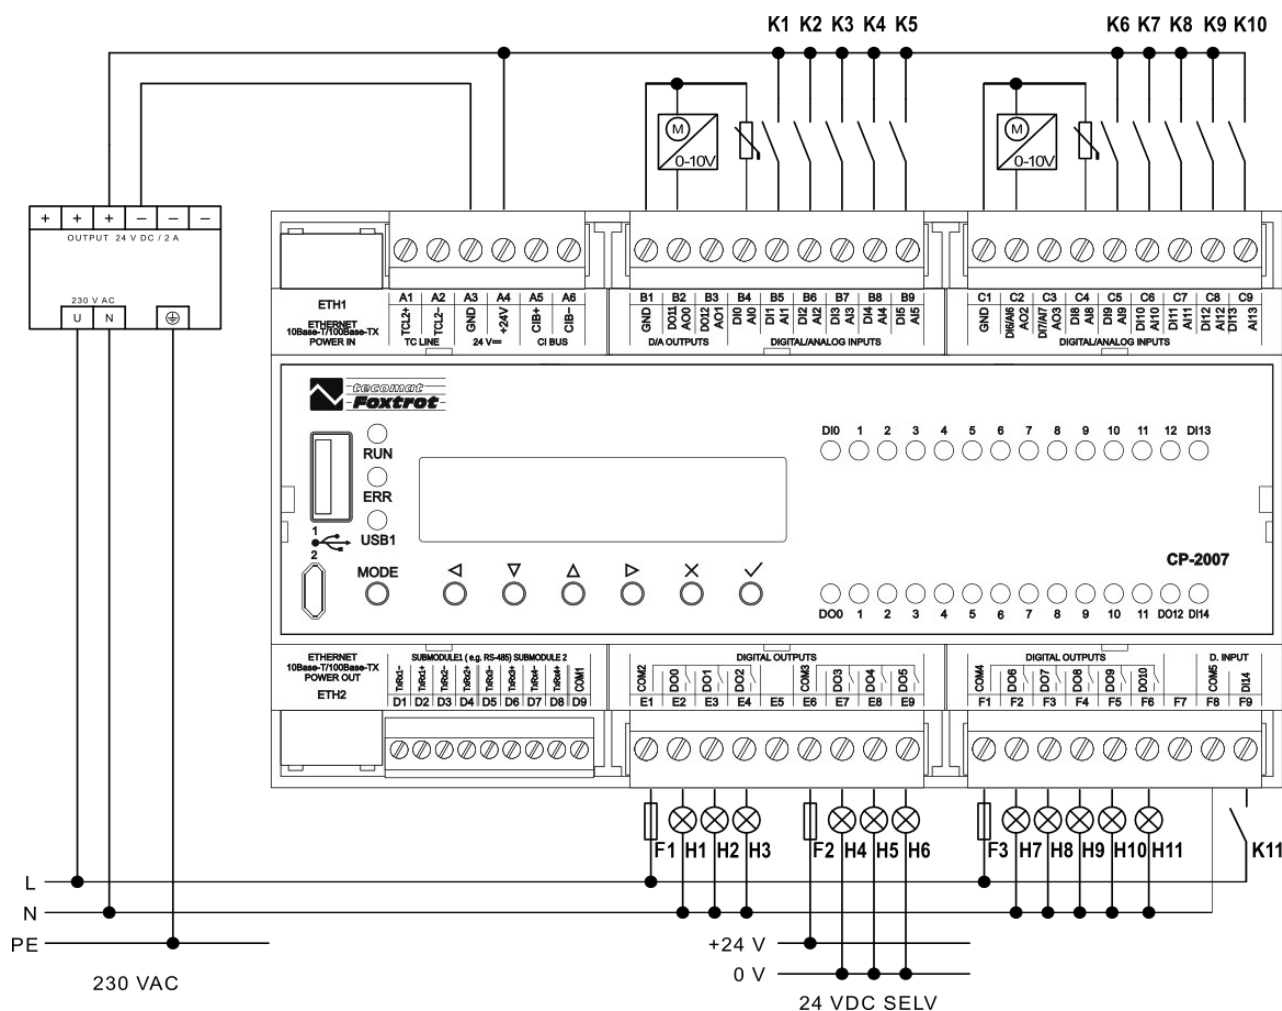 K1 K2 K3 K4 K5 K6 K7 K8 K9 K10
M M
0-10V 0-10V
+ + + – – –
OUTPUT 24 V DC / 2 A
230 V AC
U N
ETH1
ETHERNET
10Base-T/100Base-TX
POWER IN
A1 A2 A3 A4 A5 A6
TCL2+ TCL2- GND +24V CIB+ CIB-
TC LINE 24 V CI BUS
B1 B2 B3 B4 B5 B6 B7 B8 B9
GND DO11 AO0 DO12 AO1 DI0 AI0 DI1 AI1 DI2 AI2 DI3 AI3 DI4 AI4 DI5 AI5
D/A OUTPUTS DIGITAL/ANALOG INPUTS
C1 C2 C3 C4 C5 C6 C7 C8 C9
GND DI6/AI6 AO2 DI7/AI7 AO3 DI8 AI8 DI9 AI9 DI10 AI10 DI11 AI11 DI12 AI12 DI13 AI13
DIGITAL/ANALOG INPUTS
tecomat
Foxtrot
RUN
ERR
USB1
1
2
MODE
DI0 1 2 3 4 5 6 7 8 9 10 11 12 DI13
CP-2007
DO0 1 2 3 4 5 6 7 8 9 10 11 DO12 DI14
ETHERNET
10Base-T/100Base-TX
POWER OUT
ETH2
SUBMODULE1 ( e.g. RS-485) SUBMODULE 2
TxRx1- TxRx1+ TxRx2- TxRx2+ TxRx3- TxRx3+ TxRx4- TxRx4+ COM1
D1 D2 D3 D4 D5 D6 D7 D8 D9
DIGITAL OUTPUTS
COM2 DO0 DO1 DO2 COM3 DO3 DO4 DO5
E1 E2 E3 E4 E5 E6 E7 E8 E9
DIGITAL OUTPUTS D. INPUT
COM4 DO6 DO7 DO8 DO9 DO10 COM5 DI14
F1 F2 F3 F4 F5 F6 F7 F8 F9
F1 H1 H2 H3 F2 H4 H5 H6 F3 H7 H8 H9 H10 H11 K11
L
N
PE
+24 V
0 V
230 VAC
24 VDC SELV